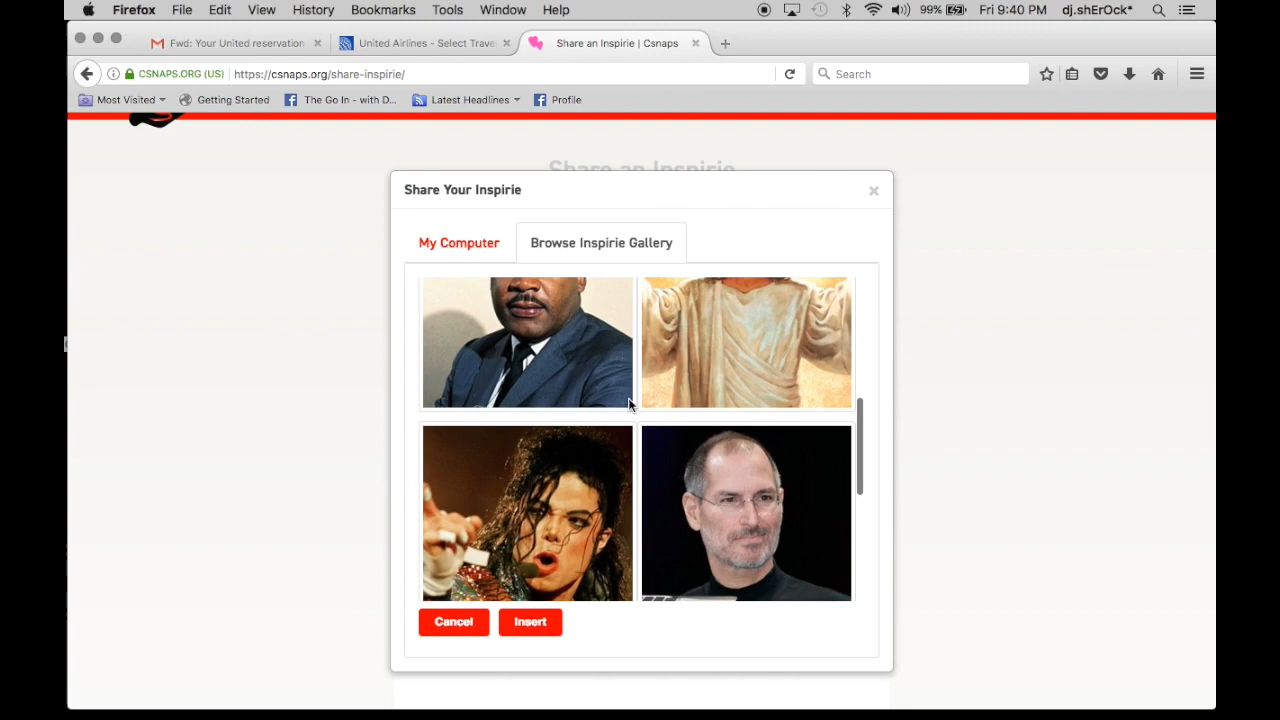 Firefox File Edit View History Bookmarks Tools Window Help 99% Fri 9:40 PM dj.shErOck*
Fwd: Your United reservation × United Airlines - Select Trave × Share an Inspirie | Csnaps × +
CSNAPS.ORG (US) https://csnaps.org/share-inspirie/ Search
Most Visited Getting Started The Go In - with D... Latest Headlines Profile
Share an Inspirie
Share Your Inspirie ×
My Computer Browse Inspirie Gallery
Cancel Insert